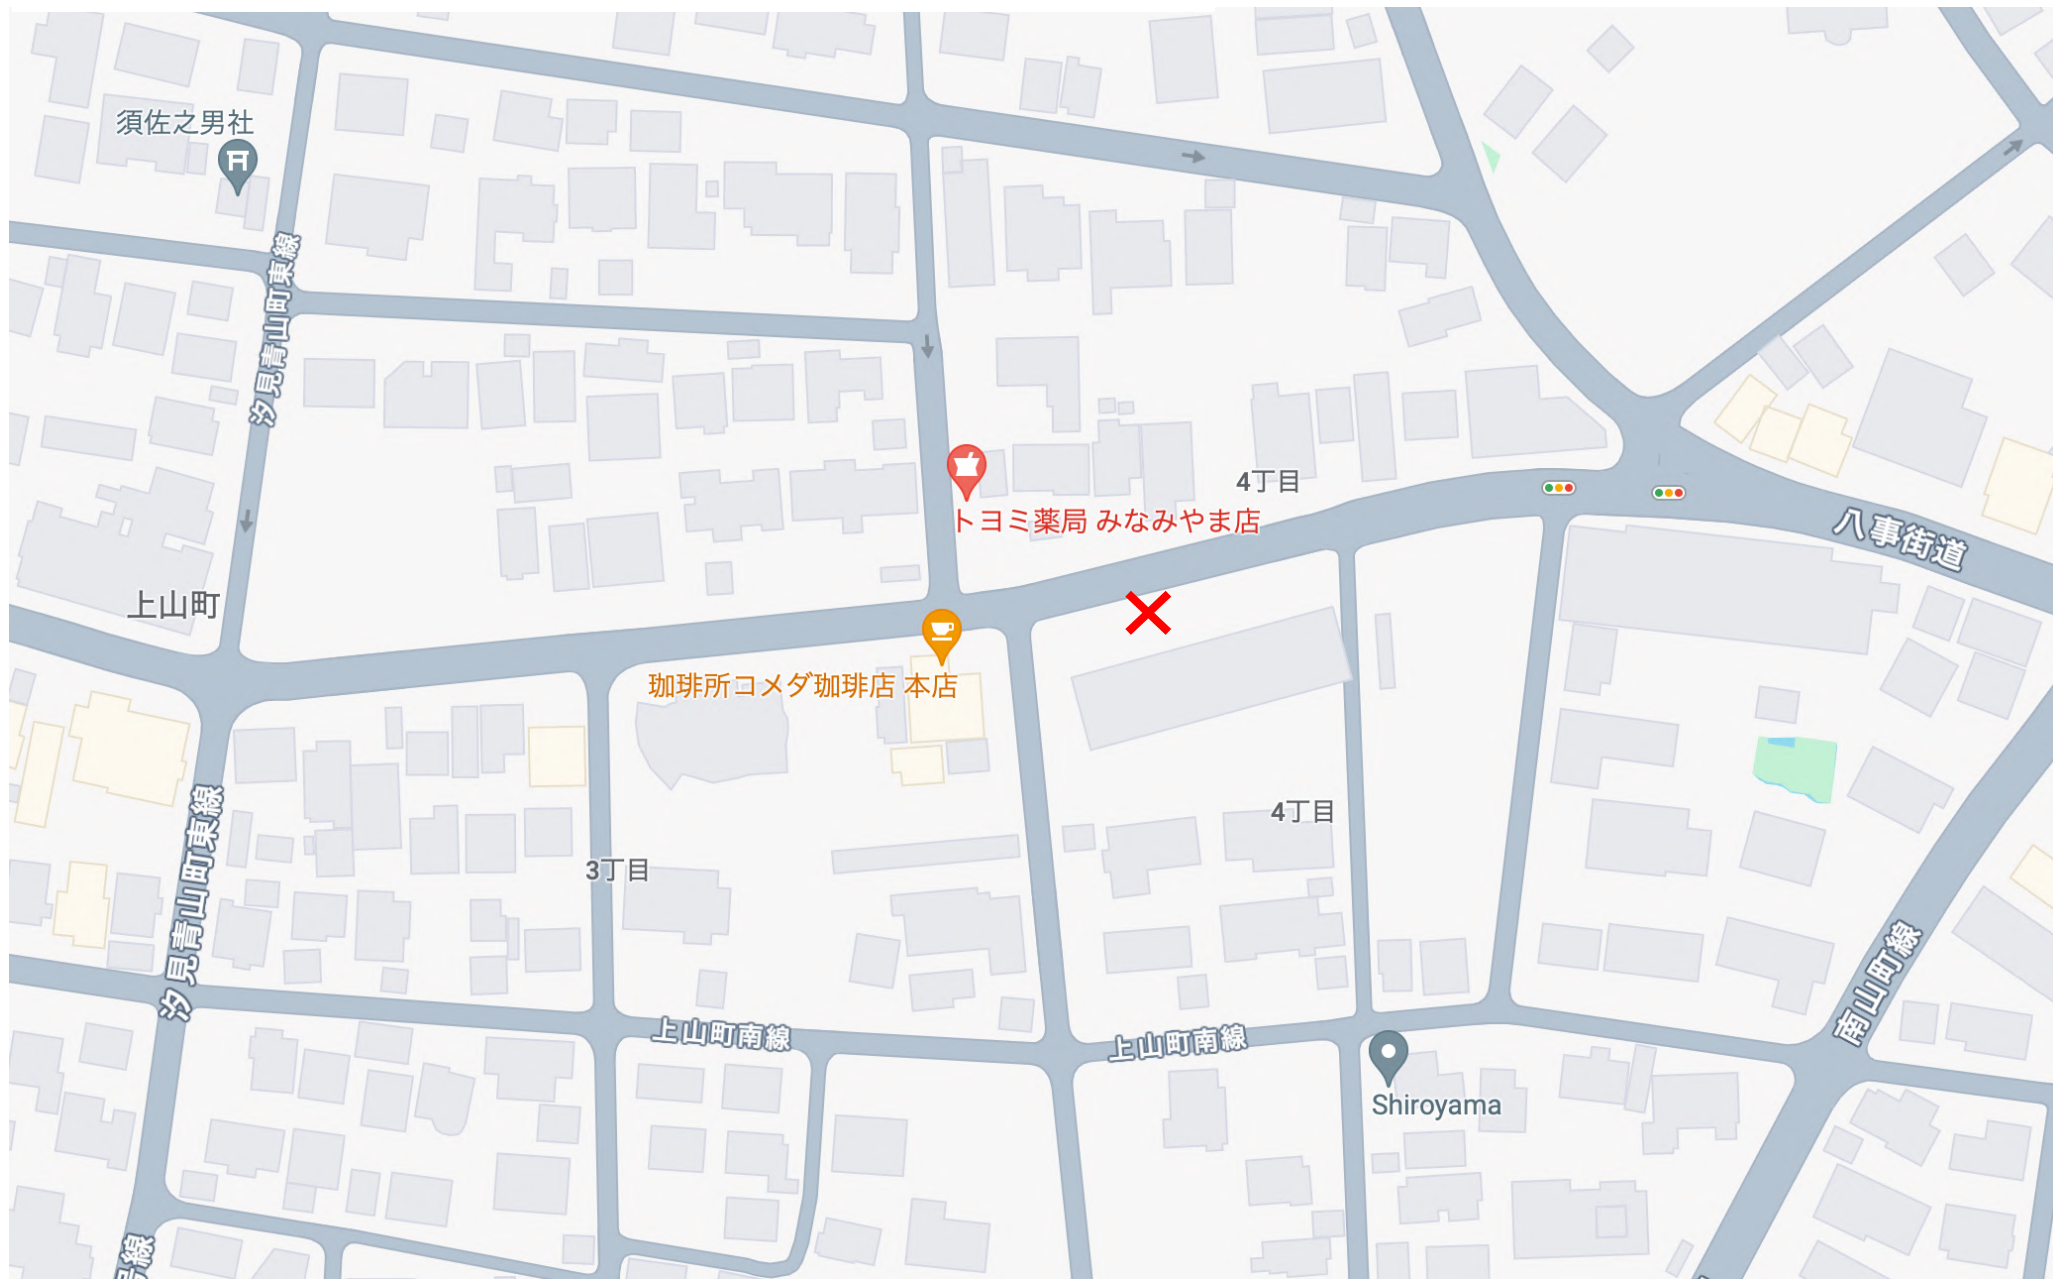 須佐之男社
汐見青山町東線
トヨミ薬局 みなみやま店
4丁目
八事街道
上山町
珈琲所コメダ珈琲店 本店
汐見青山町東線
4丁目
3丁目
南山町線
上山町南線
上山町南線
Shiroyama
号線